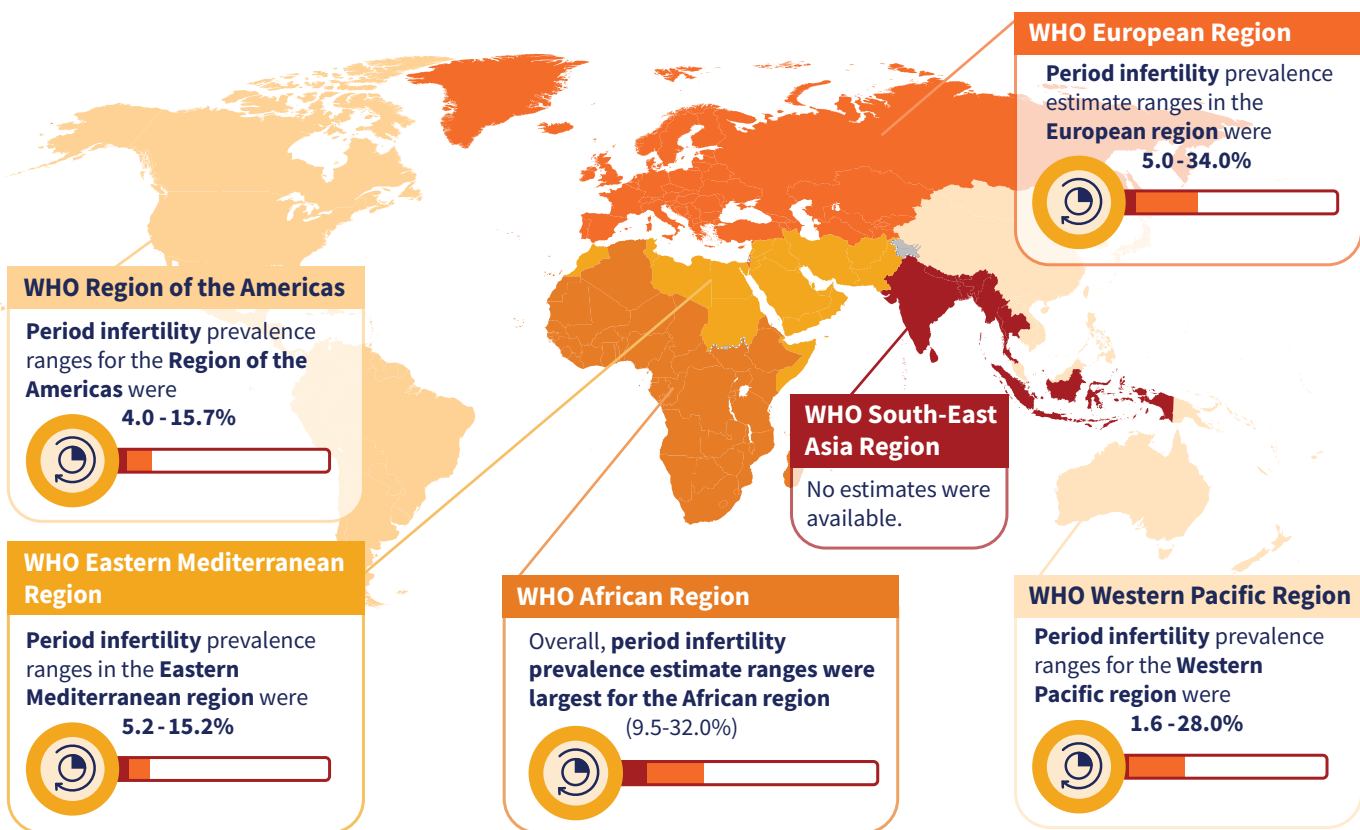 WHO European Region
Period infertility prevalence
estimate ranges in the
European region were
5.0-34.0%
WHO Region of the Americas
Period infertility prevalence
ranges for the Region of the
Americas were
4.0-15.7%
WHO South-East
Asia Region
No estimates were
available.
WHO Eastern Mediterranean
Region
Period infertility prevalence
ranges in the Eastern
Mediterranean region were
5.2-15.2%
WHO African Region
Overall, period infertility
prevalence estimate ranges were
largest for the African region
(9.5-32.0%)
WHO Western Pacific Region
Period infertility prevalence
ranges for the Western
Pacific region were
1.6-28.0%